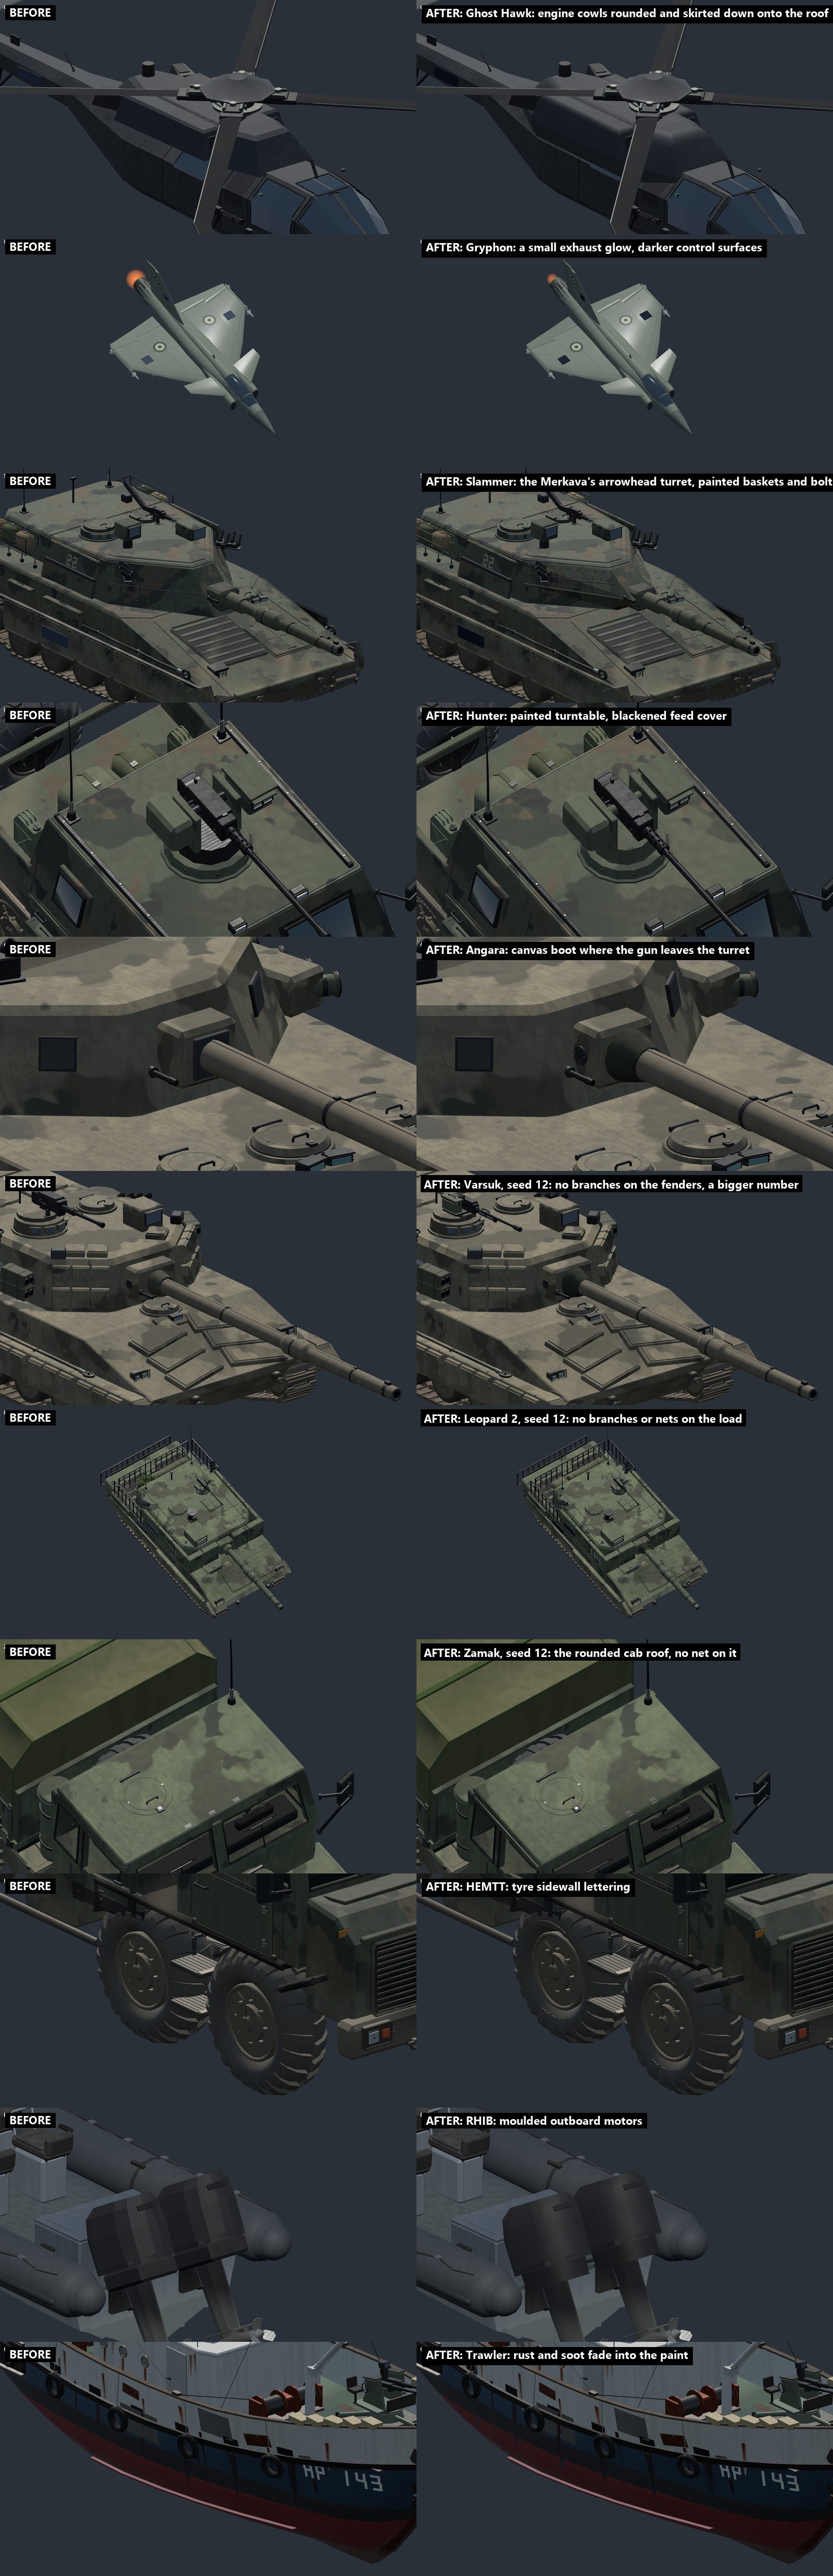 BEFORE
AFTER: Ghost Hawk: engine cowls rounded and skirted down onto the roof
BEFORE
AFTER: Gryphon: a small exhaust glow, darker control surfaces
BEFORE
AFTER: Slammer: the Merkava's arrowhead turret, painted baskets and bolt
22
22
BEFORE
AFTER: Hunter: painted turntable, blackened feed cover
BEFORE
AFTER: Angara: canvas boot where the gun leaves the turret
BEFORE
AFTER: Varsuk, seed 12: no branches on the fenders, a bigger number
BEFORE
AFTER: Leopard 2, seed 12: no branches or nets on the load
BEFORE
AFTER: Zamak, seed 12: the rounded cab roof, no net on it
BEFORE
AFTER: HEMTT: tyre sidewall lettering
BEFORE
AFTER: RHIB: moulded outboard motors
BEFORE
AFTER: Trawler: rust and soot fade into the paint
143
143